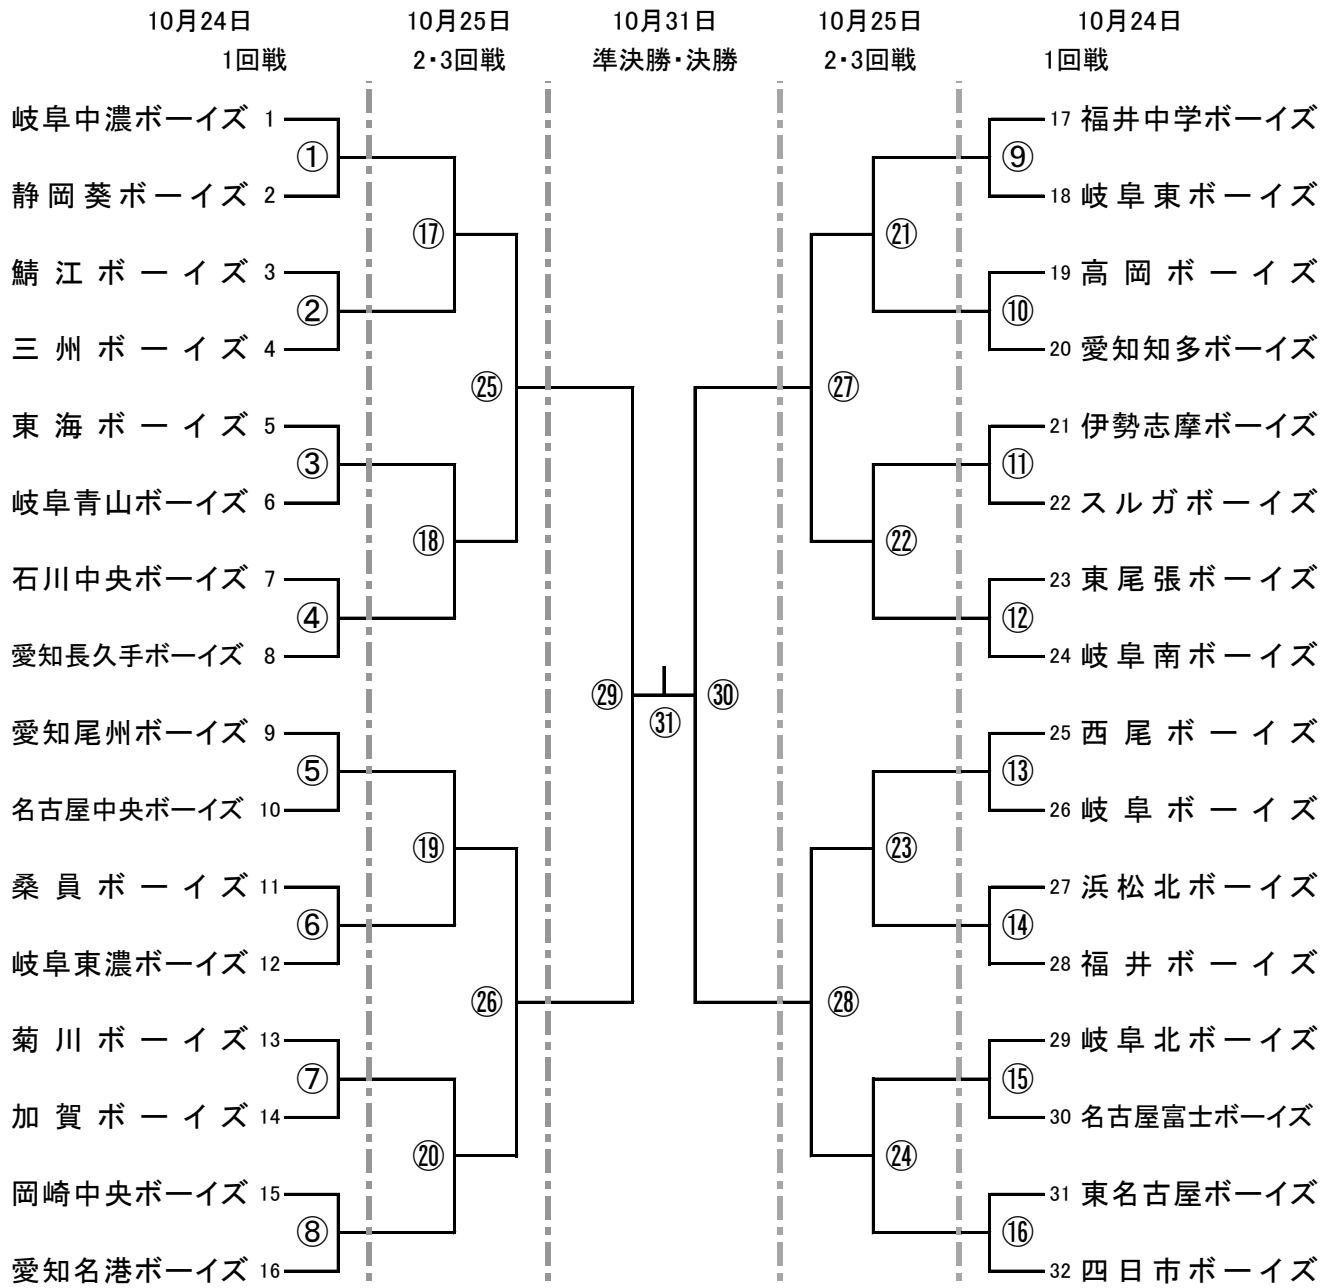 10月24日 10月25日 10月31日 10月25日 10月24日
1回戦 2・3回戦 準決勝・決勝 2・3回戦 1回戦
岐阜中濃ボーイズ 1 17 福井中学ボーイズ
① ⑨
静岡葵ボーイズ 2 18 岐阜東ボーイズ
⑰ ㉑
鯖江ボーイズ 3 19 高岡ボーイズ
② ⑩
三州ボーイズ 4 20 愛知知多ボーイズ
㉕ ㉗
東海ボーイズ 5 21 伊勢志摩ボーイズ
③ ⑪
岐阜青山ボーイズ 6 22 スルガボーイズ
⑱ ㉒
石川中央ボーイズ 7 23 東尾張ボーイズ
④ ⑫
愛知長久手ボーイズ 8 24 岐阜南ボーイズ
㉙ ㉛ ㉚
愛知尾州ボーイズ 9 25 西尾ボーイズ
⑤ ⑬
名古屋中央ボーイズ 10 26 岐阜ボーイズ
⑲ ㉓
桑員ボーイズ 11 27 浜松北ボーイズ
⑥ ⑭
岐阜東濃ボーイズ 12 28 福井ボーイズ
㉖ ㉘
菊川ボーイズ 13 29 岐阜北ボーイズ
⑦ ⑮
加賀ボーイズ 14 30 名古屋富士ボーイズ
⑳ ㉔
岡崎中央ボーイズ 15 31 東名古屋ボーイズ
⑧ ⑯
愛知名港ボーイズ 16 32 四日市ボーイズ